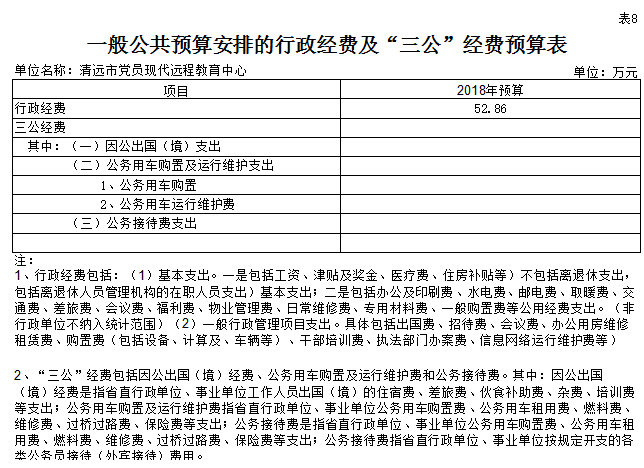 表8
一般公共预算安排的行政经费及“三公”经费预算表
单位名称：清远市党员现代远程教育中心 单位：万元
项目 2018年预算
行政经费 52.86
三公经费
其中：（一）因公出国（境）支出
（二）公务用车购置及运行维护支出
1、公务用车购置
2、公务用车运行维护费
（三）公务接待费支出
注：
1、行政经费包括：（1）基本支出。一是包括工资、津贴及奖金、医疗费、住房补贴等）不包括离退休支出，
包括离退休人员管理机构的在职人员支出）基本支出；二是包括办公及印刷费、水电费、邮电费、取暖费、交
通费、差旅费、会议费、福利费、物业管理费、日常维修费、专用材料费、一般购置费等公用经费支出。（非
行政单位不纳入统计范围）（2）一般行政管理项目支出。具体包括出国费、招待费、会议费、办公用房维修
租赁费、购置费（包括设备、计算及、车辆等）、干部培训费、执法部门办案费、信息网络运行维护费等）
2、“三公”经费包括因公出国（境）经费、公务用车购置及运行维护费和公务接待费。其中：因公出国
（境）经费是指省直行政单位、事业单位工作人员出国（境）的住宿费、差旅费、伙食补助费、杂费、培训费
等支出；公务用车购置及运行维护费指省直行政单位、事业单位公务用车购置费、公务用车租用费、燃料费、
维修费、过桥过路费、保险费等支出；公务接待费是指省直行政单位、事业单位公务用车购置费、公务用车租
用费、燃料费、维修费、过桥过路费、保险费等支出；公务接待费指省直行政单位、事业单位按规定开支的各
类公务员接待（外宾接待）费用。